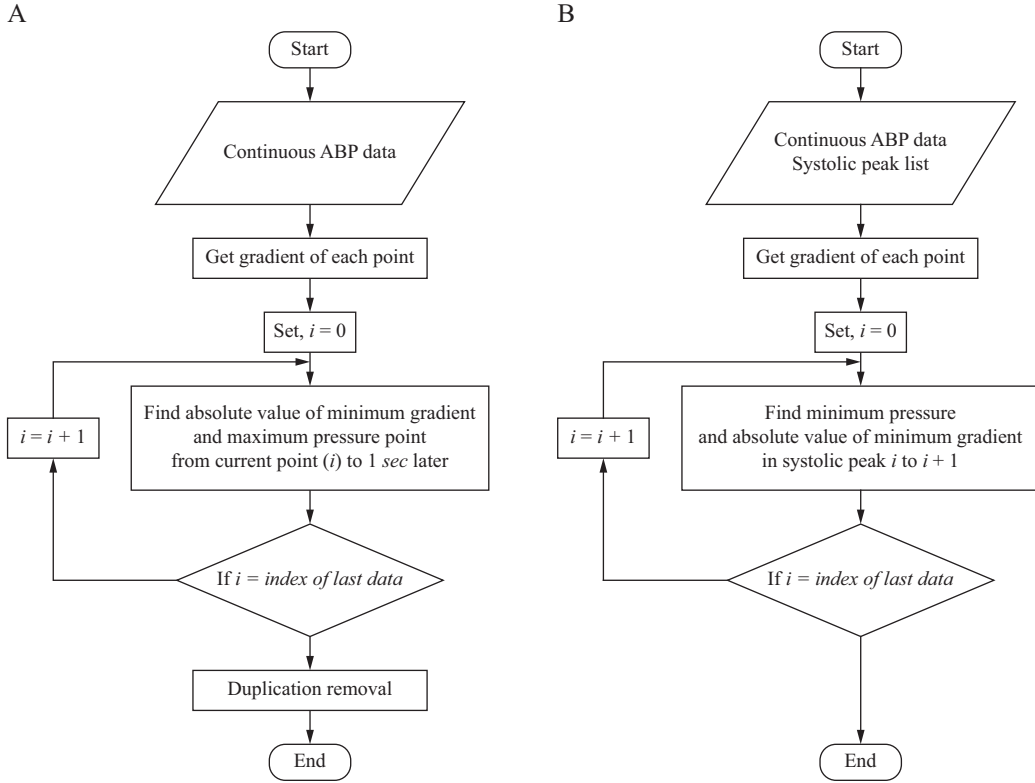 A
Start
Continuous ABP data
Get gradient of each point
Set, i = 0
Find absolute value of minimum gradient
and maximum pressure point
from current point (i) to 1 sec later
i = i + 1
If i = index of last data
Duplication removal
End
B
Start
Continuous ABP data
Systolic peak list
Get gradient of each point
Set, i = 0
Find minimum pressure
and absolute value of minimum gradient
in systolic peak i to i + 1
i = i + 1
If i = index of last data
End